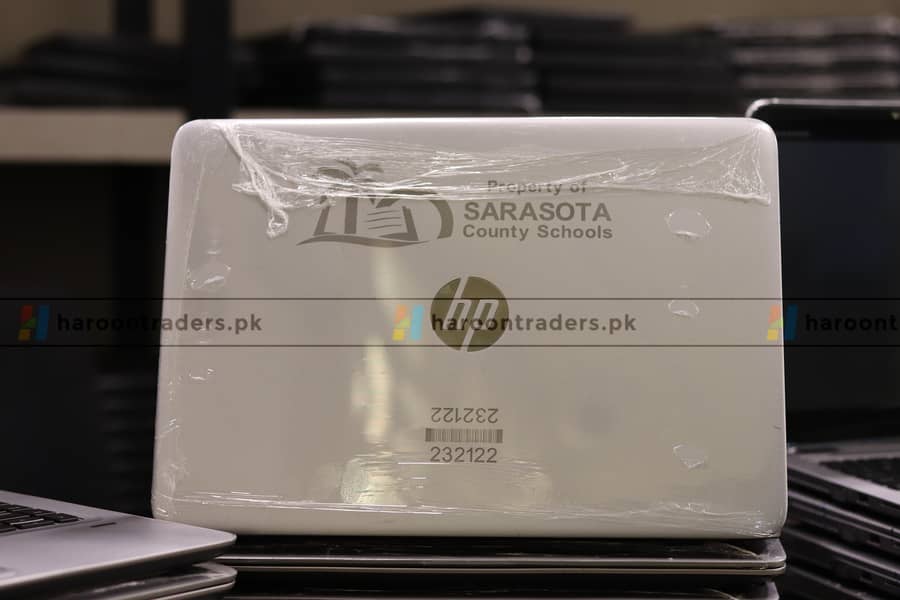 Property of
SARASOTA
County Schools
haroontraders.pk
hp
haroontraders.pk
haroont
232122
232122